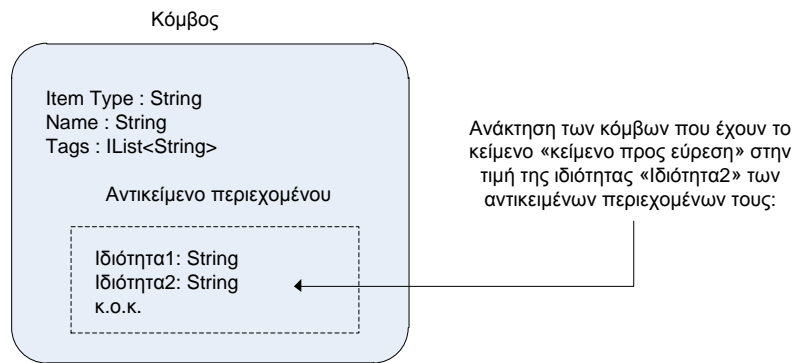 Κόμβος
Item Type : String
Name : String
Tags : IList<String>
Αντικείμενο περιεχομένου
Ιδιότητα1: String
Ιδιότητα2: String
κ.ο.κ.
Ανάκτηση των κόμβων που έχουν το
κείμενο «κείμενο προς εύρεση» στην
τιμή της ιδιότητας «Ιδιότητα2» των
αντικειμένων περιεχομένων τους: